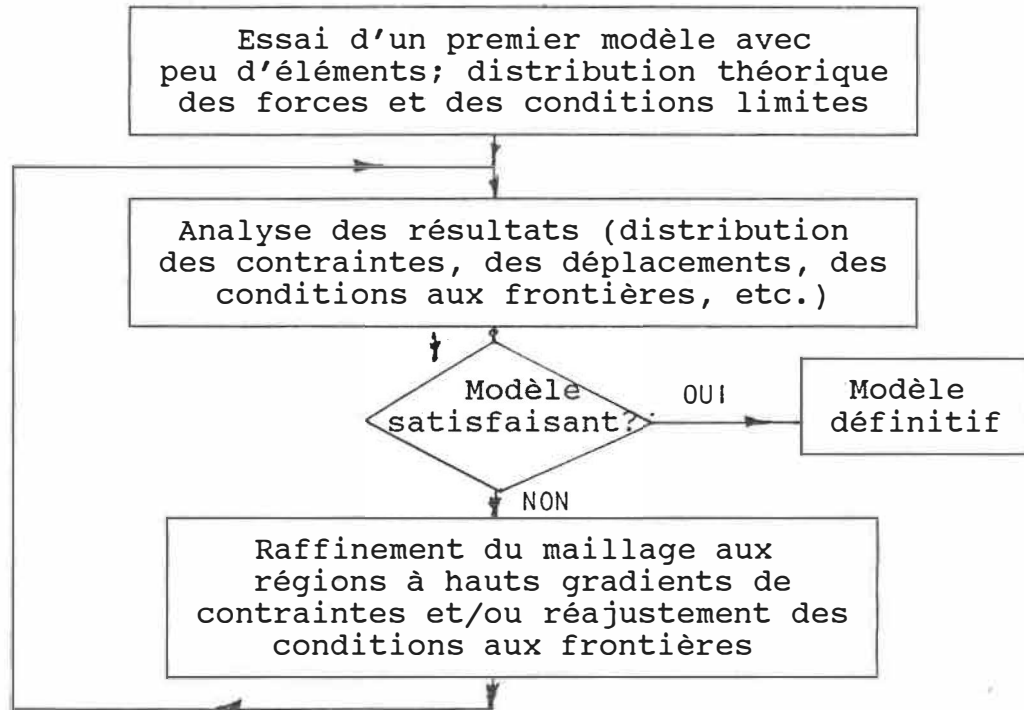 Essai d'un premier modèle avec
peu d'éléments; distribution théorique
des forces et des conditions limites
Analyse des résultats (distribution
des contraintes, des déplacements, des
conditions aux frontières, etc.)
Modèle
satisfaisant?
OUI
Modèle
définitif
NON
Raffinement du maillage aux
régions à hauts gradients de
contraintes et/ou réajustement des
conditions aux frontières